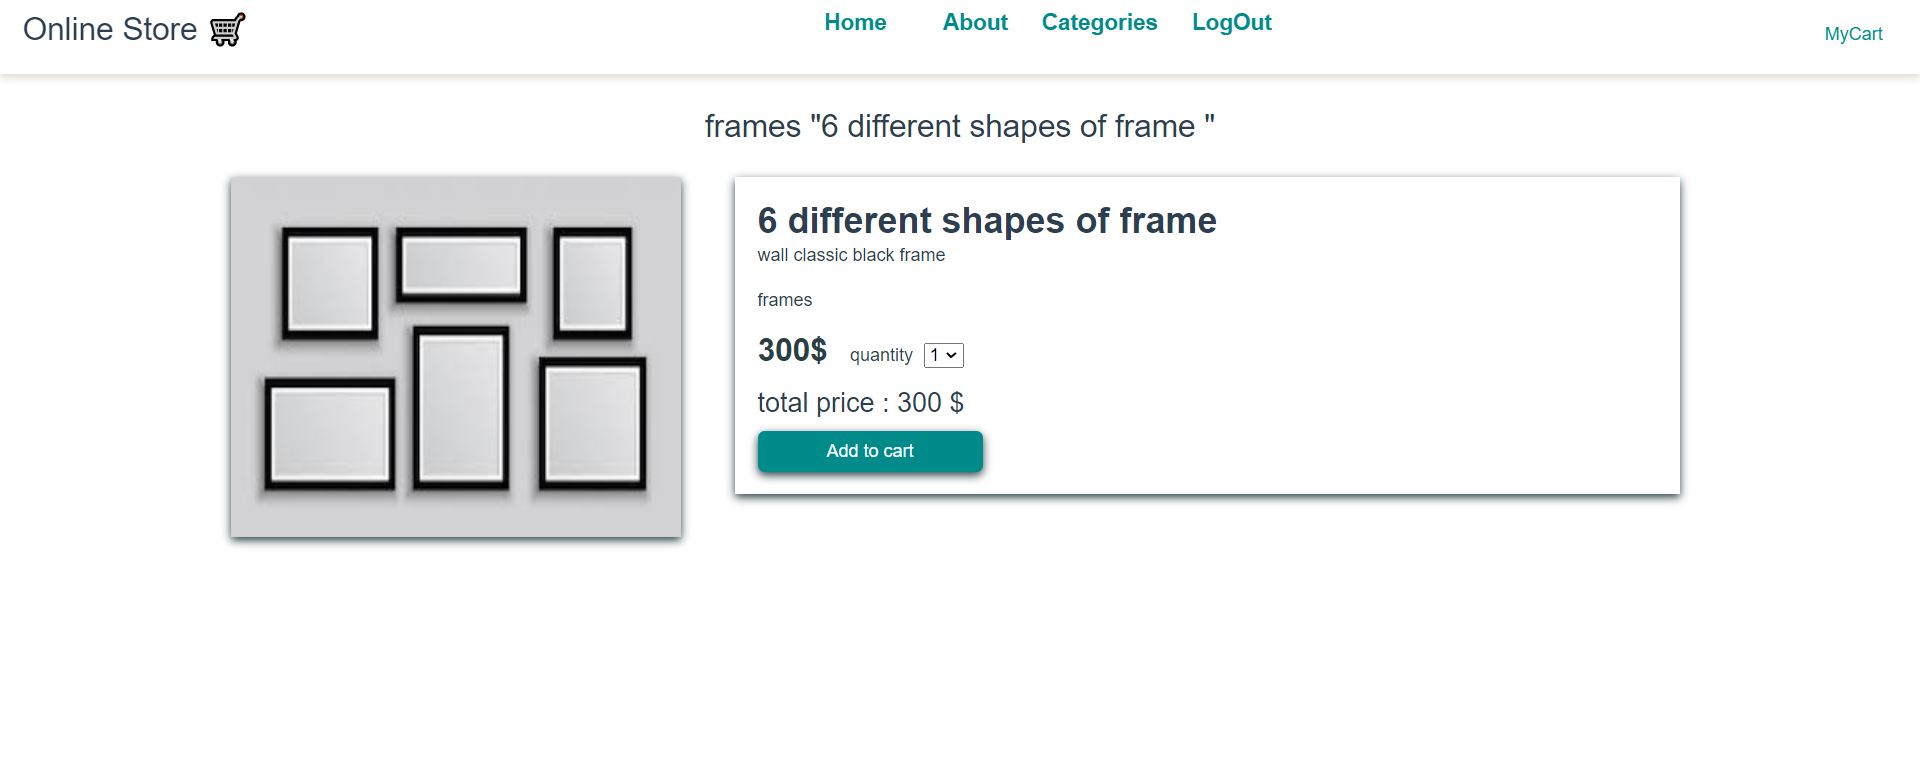 Online Store
Home About Categories LogOut
MyCart
frames "6 different shapes of frame "
6 different shapes of frame
wall classic black frame
frames
300$ quantity 1
total price : 300 $
Add to cart